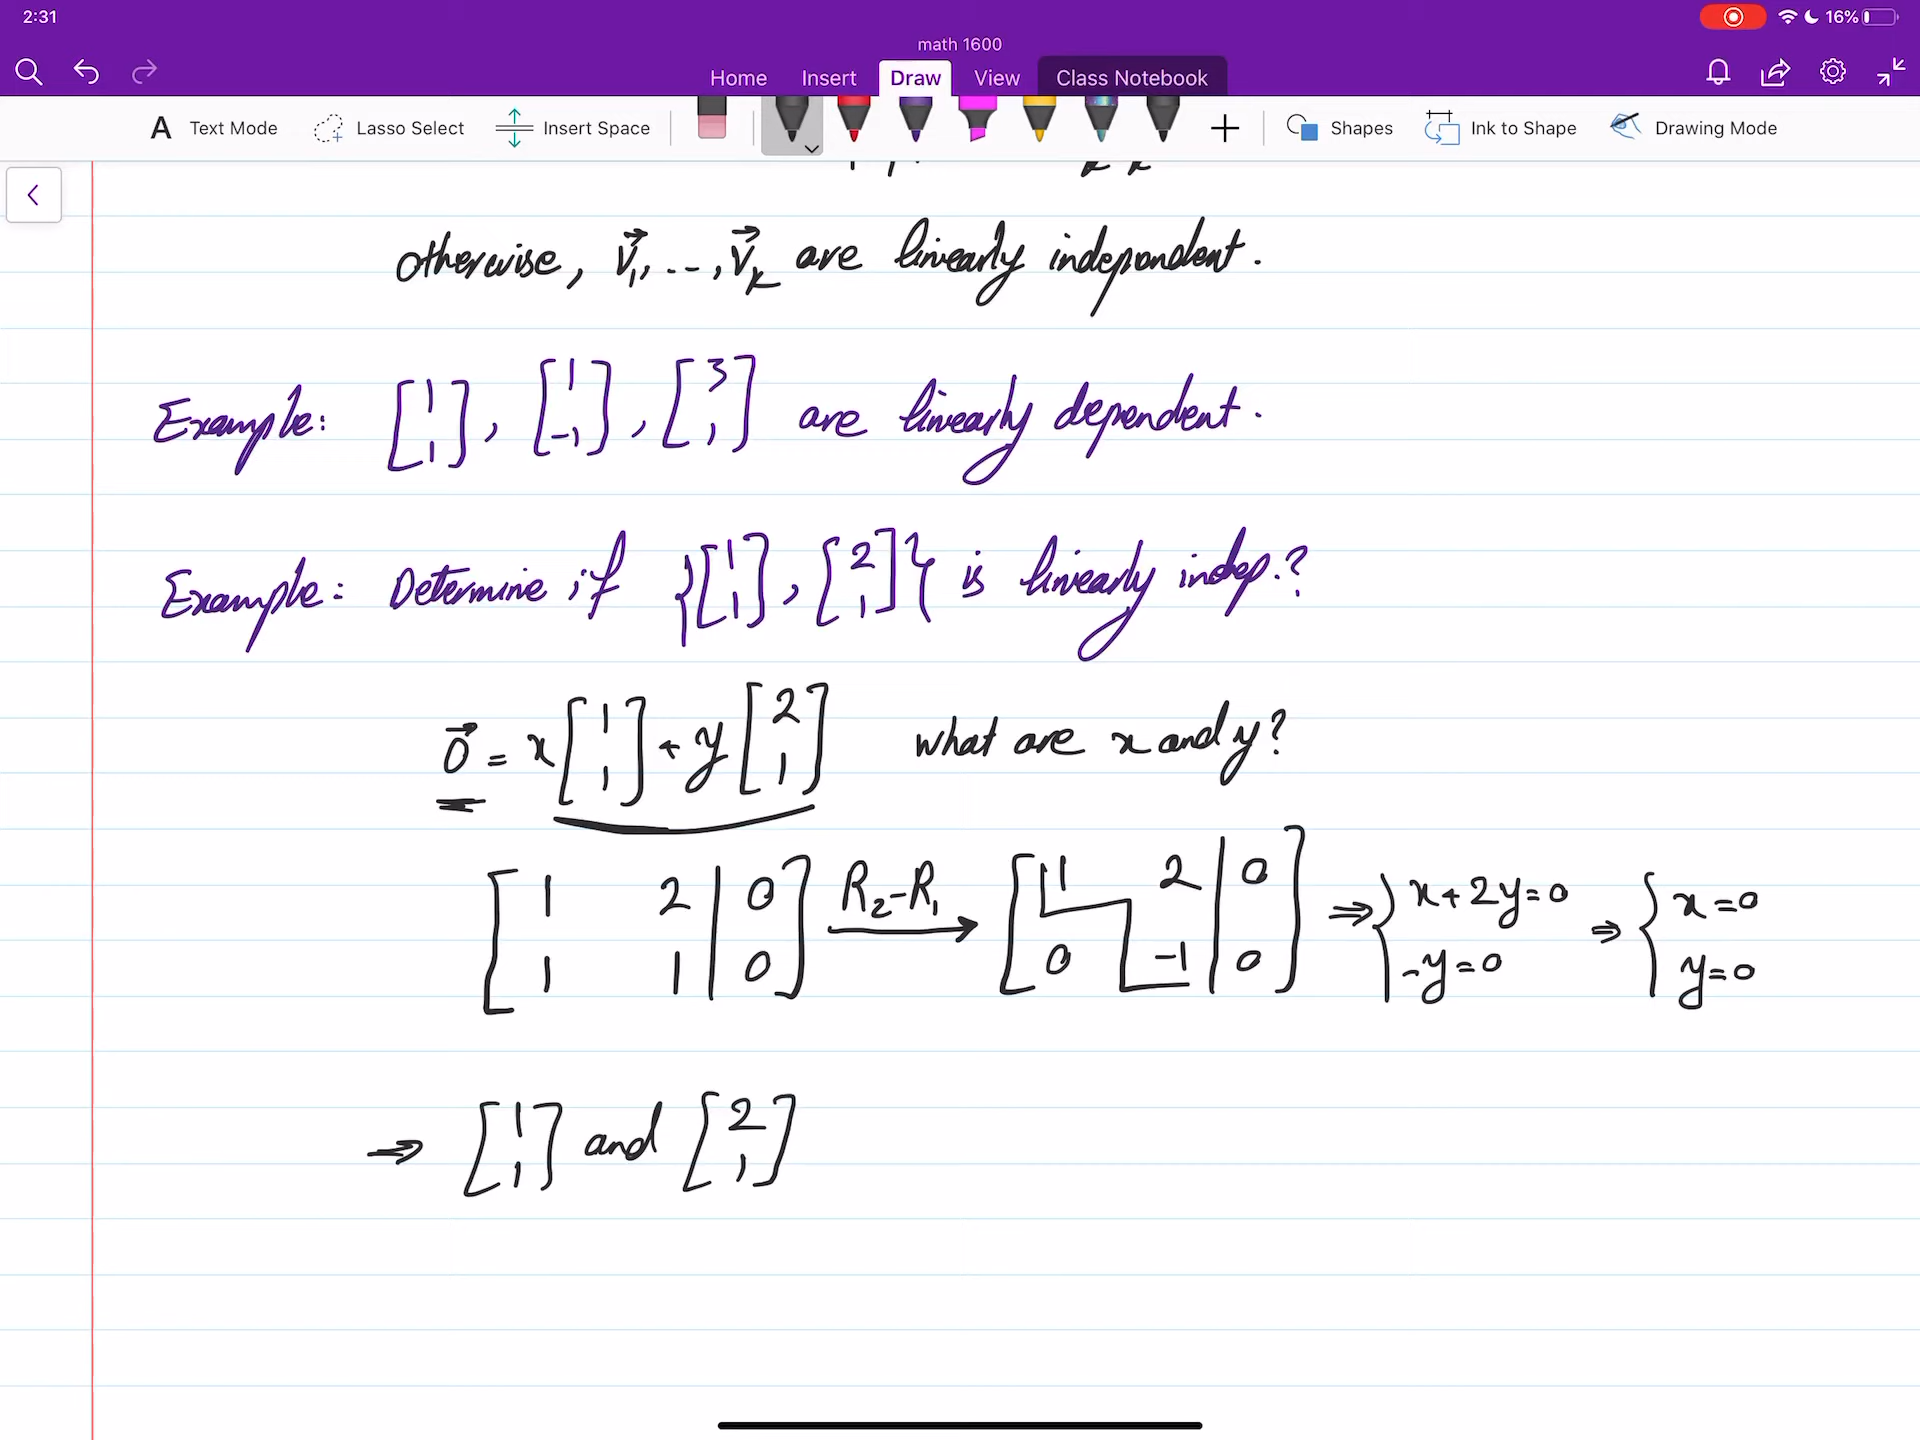 2:31
16%
math 1600
Home Insert Draw View Class Notebook
A Text Mode Lasso Select Insert Space Shapes Ink to Shape Drawing Mode
otherwise, v⃗₁, ..., v⃗ₖ are linearly independent.
Example: [1 1], [1 -1], [3 1] are linearly dependent.
Example: Determine if {[1 1], [2 1]} is linearly indep.?
0⃗ = x[1 1] + y[2 1] what are x and y?
[1 2 | 0] R₂-R₁ → [1 2 | 0] ⇒ { x+2y=0 ⇒ { x=0
[1 1 | 0] [0 -1 | 0] -y=0 y=0
⇒ [1 1] and [2 1]